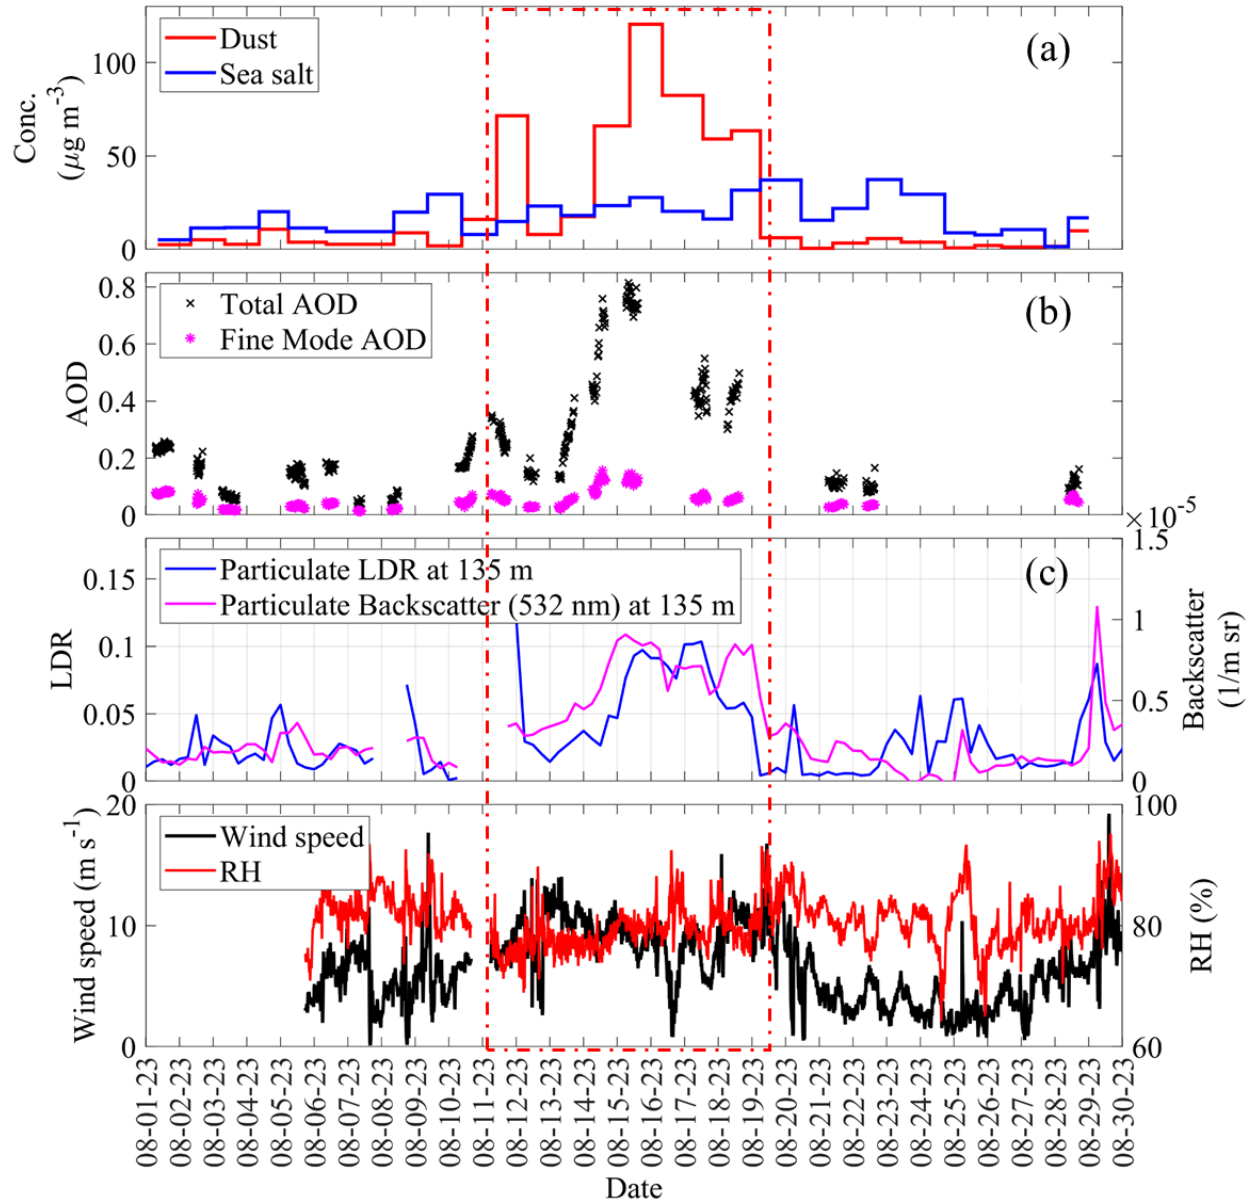 Dust
Sea salt
(a)
100
50
0
Conc.
(μg m⁻³)
Total AOD
Fine Mode AOD
(b)
0.8
0.6
0.4
0.2
0
AOD
×10⁻⁵
Particulate LDR at 135 m
Particulate Backscatter (532 nm) at 135 m
(c)
0.15
0.1
0.05
0
LDR
1.5
1
0.5
0
Backscatter
(1/m sr)
Wind speed
RH
20
10
0
Wind speed (m s⁻¹)
100
80
60
RH (%)
08-01-23
08-02-23
08-03-23
08-04-23
08-05-23
08-06-23
08-07-23
08-08-23
08-09-23
08-10-23
08-11-23
08-12-23
08-13-23
08-14-23
08-15-23
08-16-23
08-17-23
08-18-23
08-19-23
08-20-23
08-21-23
08-22-23
08-23-23
08-24-23
08-25-23
08-26-23
08-27-23
08-28-23
08-29-23
08-30-23
Date